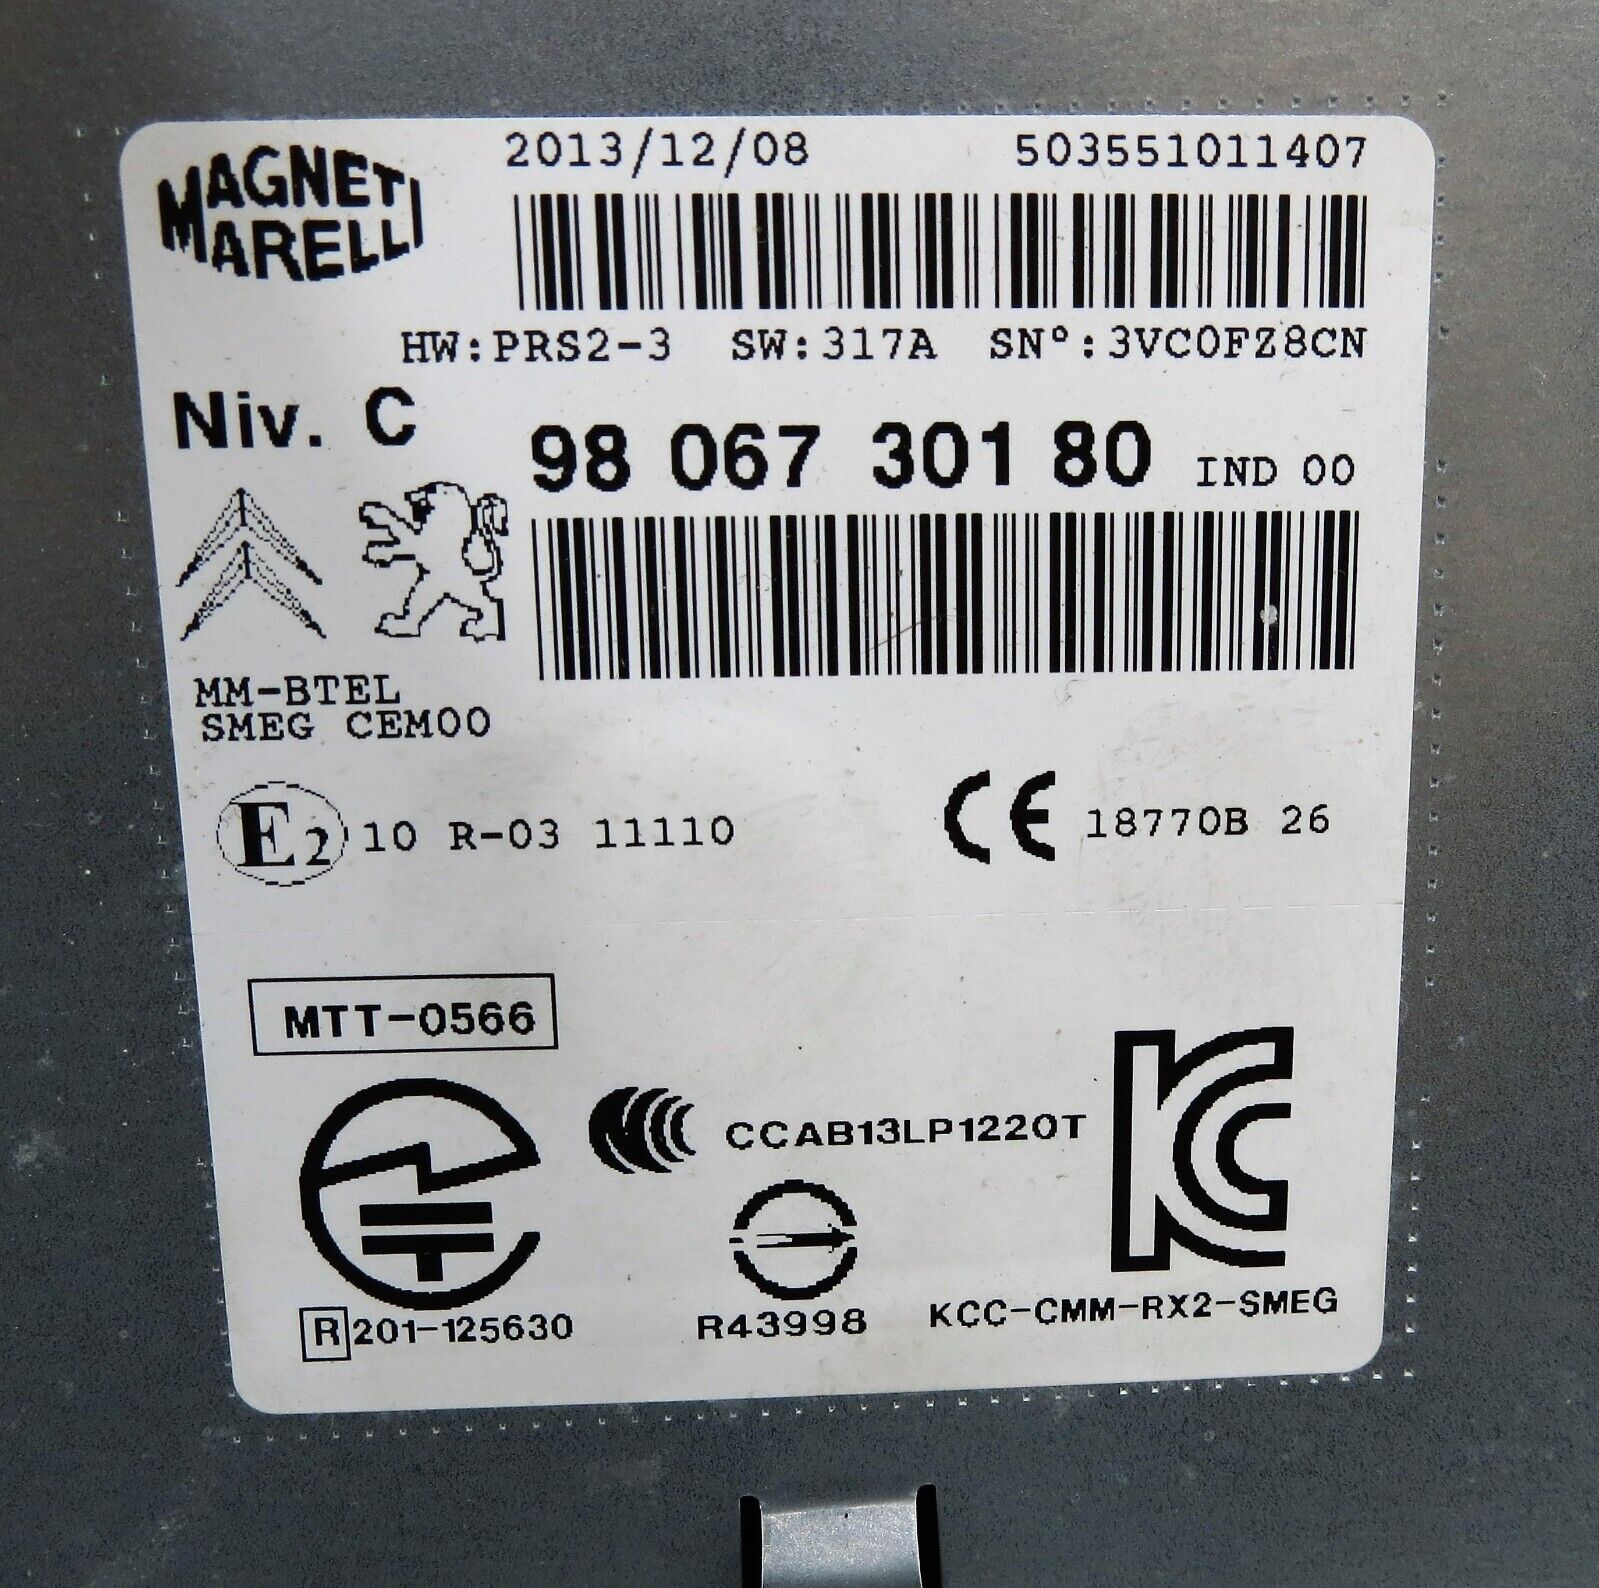 MAGNETI
MARELLI
2013/12/08 503551011407
HW:PRS2-3 SW:317A SN°:3VC0FZ8CN
Niv. C
98 067 301 80 IND 00
MM-BTEL
SMEG CEM00
E2 10 R-03 11110
CE 18770B 26
MTT-0566
CCAB13LP1220T
R 201-125630
R43998
KC
KCC-CMM-RX2-SMEG